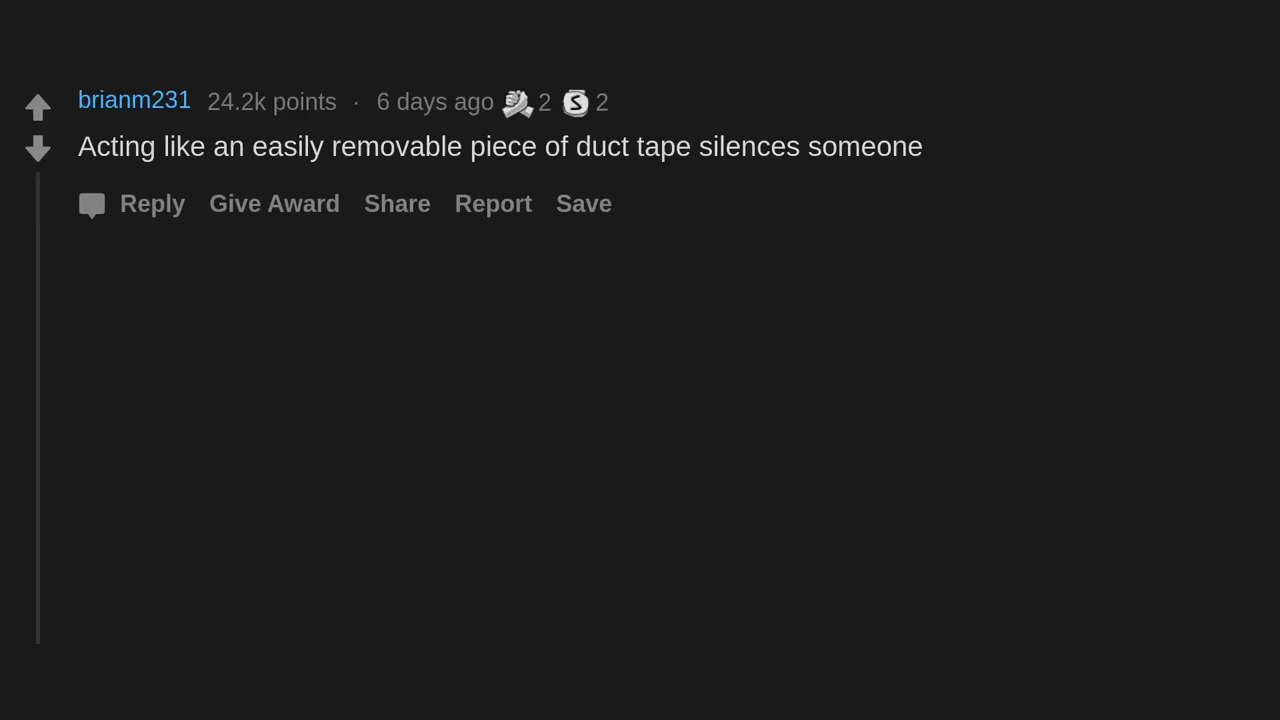 brianm231 24.2k points · 6 days ago 2 S 2
Acting like an easily removable piece of duct tape silences someone
Reply Give Award Share Report Save